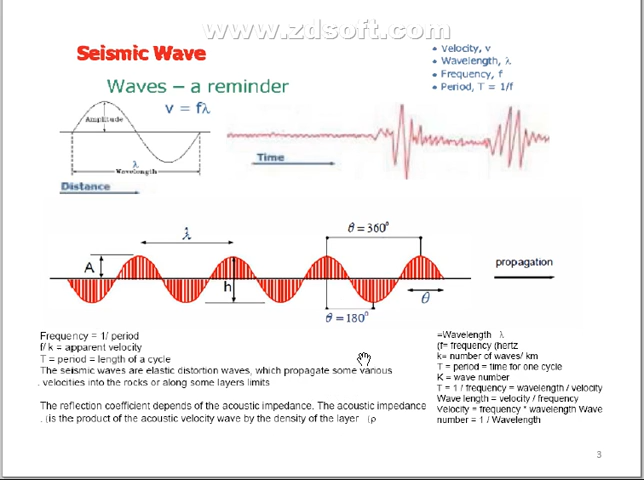 www.zdsoft.com
Seismic Wave
Waves – a reminder
• Velocity, v
• Wavelength, λ
• Frequency, f
• Period, T = 1/f
v = fλ
Amplitude
λ
Wavelength
Distance
Time
λ
θ = 360°
A
h
θ
θ = 180°
propagation
Frequency = 1/ period
f/ k = apparent velocity
T = period = length of a cycle
The seismic waves are elastic distortion waves, which propagate some various
. velocities into the rocks or along some layers limits
The reflection coefficient depends of the acoustic impedance. The acoustic impedance
. (is the product of the acoustic velocity wave by the density of the layer (ρ
=Wavelength λ
(f= frequency (hertz
k= number of waves/ km
T = period = time for one cycle
K = wave number
T = 1 / frequency = wavelength / velocity
Wave length = velocity / frequency
Velocity = frequency * wavelength Wave
number = 1 / Wavelength
3